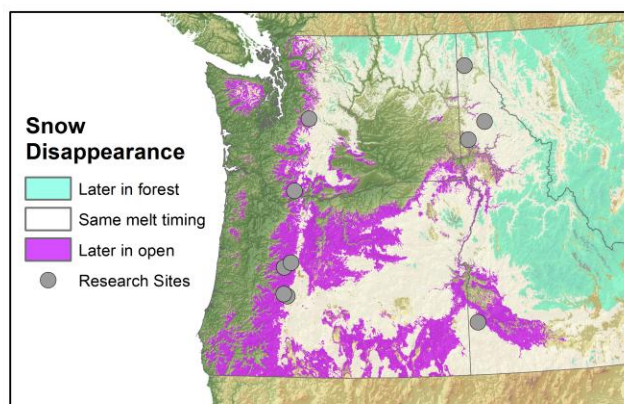 Snow
Disappearance
Later in forest
Same melt timing
Later in open
Research Sites